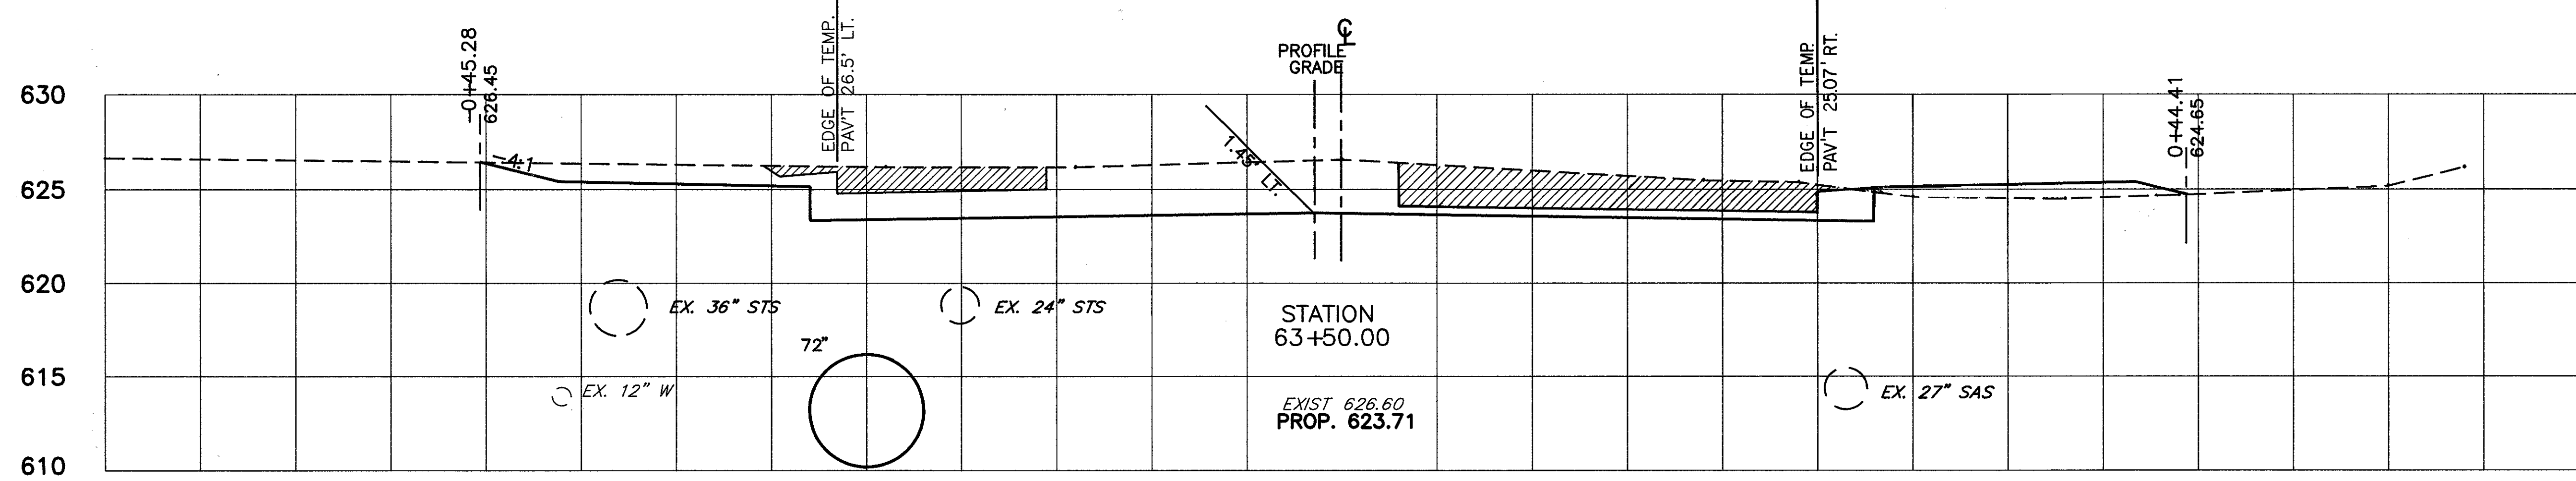 -0+45.28
626.45
EDGE OF TEMP.
PAV'T 26.5' LT.
℄
PROFILE
GRADE
EDGE OF TEMP.
PAV'T 25.07' RT.
0+44.41
624.65
630
4:1
1.45' LT.
625
620
EX. 36" STS
EX. 24" STS
STATION
63+50.00
72"
615
EX. 12" W
EXIST 626.60
PROP. 623.71
EX. 27" SAS
610